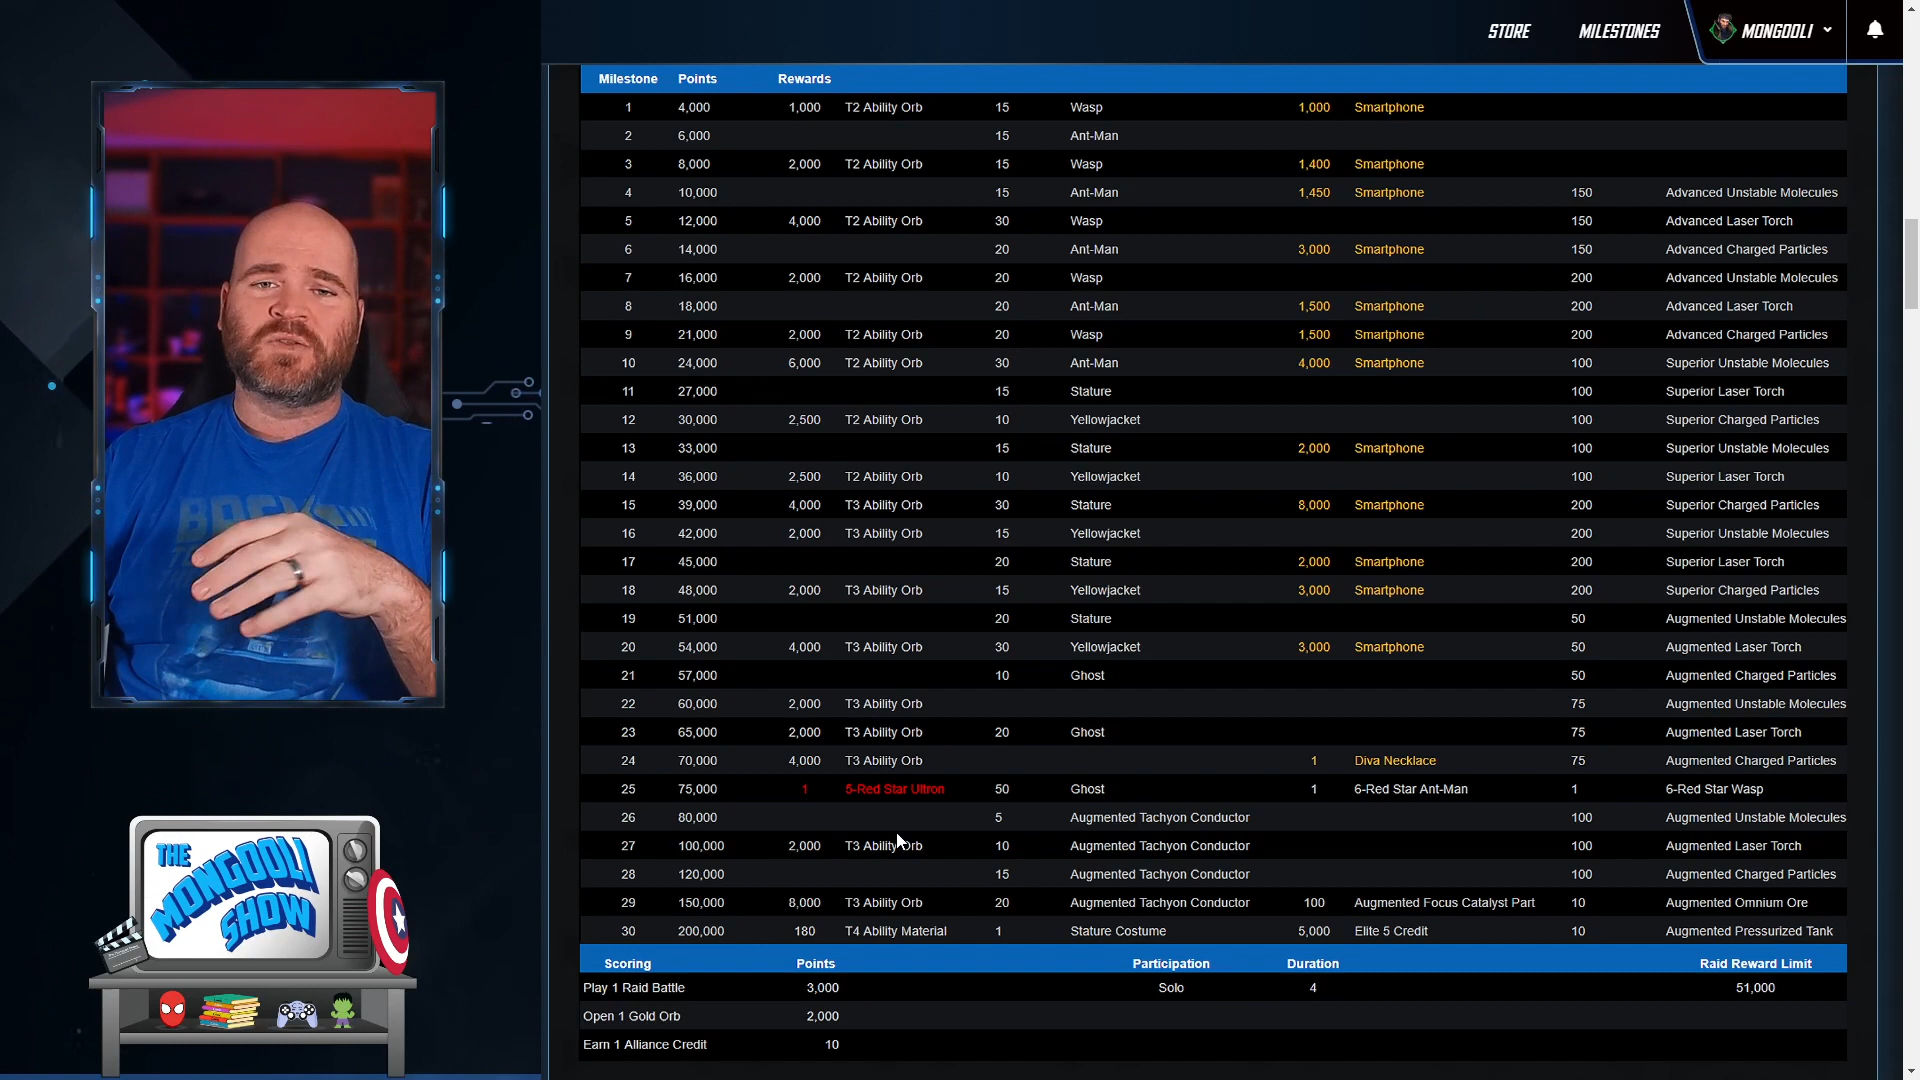 STORE MILESTONES MONGOOLI
Milestone Points Rewards
1 4,000 1,000 T2 Ability Orb 15 Wasp 1,000 Smartphone
2 6,000 15 Ant-Man
3 8,000 2,000 T2 Ability Orb 15 Wasp 1,400 Smartphone
4 10,000 15 Ant-Man 1,450 Smartphone 150 Advanced Unstable Molecules
5 12,000 4,000 T2 Ability Orb 30 Wasp 150 Advanced Laser Torch
6 14,000 20 Ant-Man 3,000 Smartphone 150 Advanced Charged Particles
7 16,000 2,000 T2 Ability Orb 20 Wasp 200 Advanced Unstable Molecules
8 18,000 20 Ant-Man 1,500 Smartphone 200 Advanced Laser Torch
9 21,000 2,000 T2 Ability Orb 20 Wasp 1,500 Smartphone 200 Advanced Charged Particles
10 24,000 6,000 T2 Ability Orb 30 Ant-Man 4,000 Smartphone 100 Superior Unstable Molecules
11 27,000 15 Stature 100 Superior Laser Torch
12 30,000 2,500 T2 Ability Orb 10 Yellowjacket 100 Superior Charged Particles
13 33,000 15 Stature 2,000 Smartphone 100 Superior Unstable Molecules
14 36,000 2,500 T2 Ability Orb 10 Yellowjacket 100 Superior Laser Torch
15 39,000 4,000 T3 Ability Orb 30 Stature 8,000 Smartphone 200 Superior Charged Particles
16 42,000 2,000 T3 Ability Orb 15 Yellowjacket 200 Superior Unstable Molecules
17 45,000 20 Stature 2,000 Smartphone 200 Superior Laser Torch
18 48,000 2,000 T3 Ability Orb 15 Yellowjacket 3,000 Smartphone 200 Superior Charged Particles
19 51,000 20 Stature 50 Augmented Unstable Molecules
20 54,000 4,000 T3 Ability Orb 30 Yellowjacket 3,000 Smartphone 50 Augmented Laser Torch
21 57,000 10 Ghost 50 Augmented Charged Particles
22 60,000 2,000 T3 Ability Orb 75 Augmented Unstable Molecules
23 65,000 2,000 T3 Ability Orb 20 Ghost 75 Augmented Laser Torch
24 70,000 4,000 T3 Ability Orb 1 Diva Necklace 75 Augmented Charged Particles
25 75,000 1 5-Red Star Ultron 50 Ghost 1 6-Red Star Ant-Man 1 6-Red Star Wasp
26 80,000 5 Augmented Tachyon Conductor 100 Augmented Unstable Molecules
27 100,000 2,000 T3 Ability Orb 10 Augmented Tachyon Conductor 100 Augmented Laser Torch
28 120,000 15 Augmented Tachyon Conductor 100 Augmented Charged Particles
29 150,000 8,000 T3 Ability Orb 20 Augmented Tachyon Conductor 100 Augmented Focus Catalyst Part 10 Augmented Omnium Ore
30 200,000 180 T4 Ability Material 1 Stature Costume 5,000 Elite 5 Credit 10 Augmented Pressurized Tank
Scoring Points Participation Duration Raid Reward Limit
Play 1 Raid Battle 3,000 Solo 4 51,000
Open 1 Gold Orb 2,000
Earn 1 Alliance Credit 10
THE
MONGOOLI
SHOW